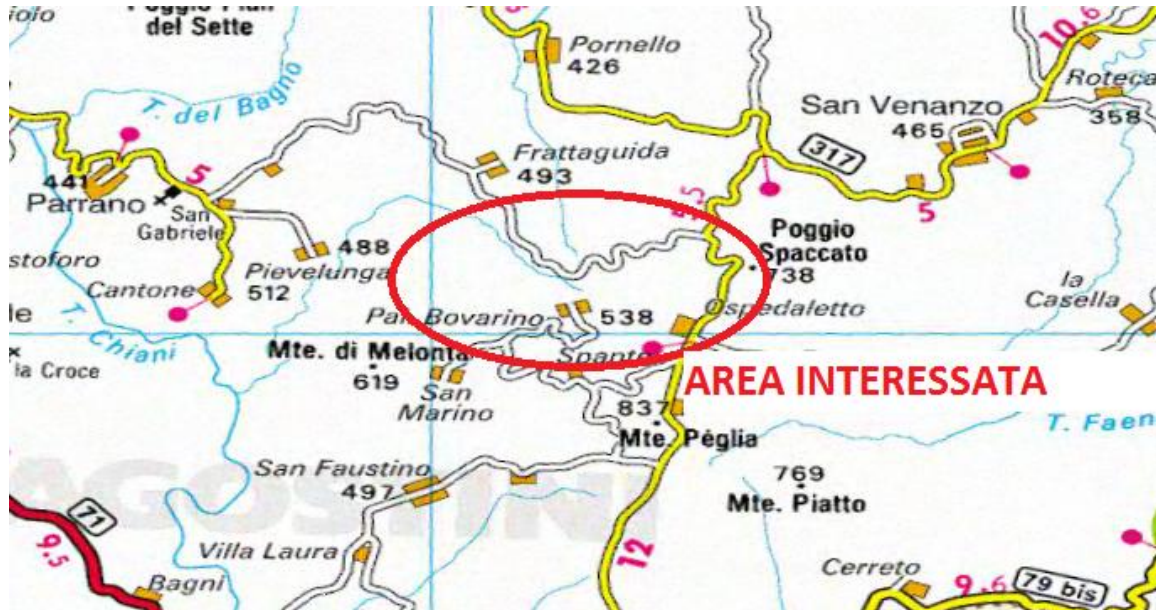 del Sette
T. del Bagno
Pornello
426
10.6
Roteca
358
San Venanzo
465
317
5
Frattaguida
493
441
5
Parrano
San
Gabriele
488
Pievelunga
512
Cantone
stoforo
T. Chiani
la Croce
Poggio
Spaccato
738
la
Casella
Pal. Bovarino
538
Ospedaletto
Mte. di Melonta
619
Spante
San
Marino
AREA INTERESSATA
837
Mte. Péglia
T. Faen
769
Mte. Piatto
San Faustino
497
AGOSTINI
71
9.5
Villa Laura
Bagni
12
Cerreto
9.6
79 bis